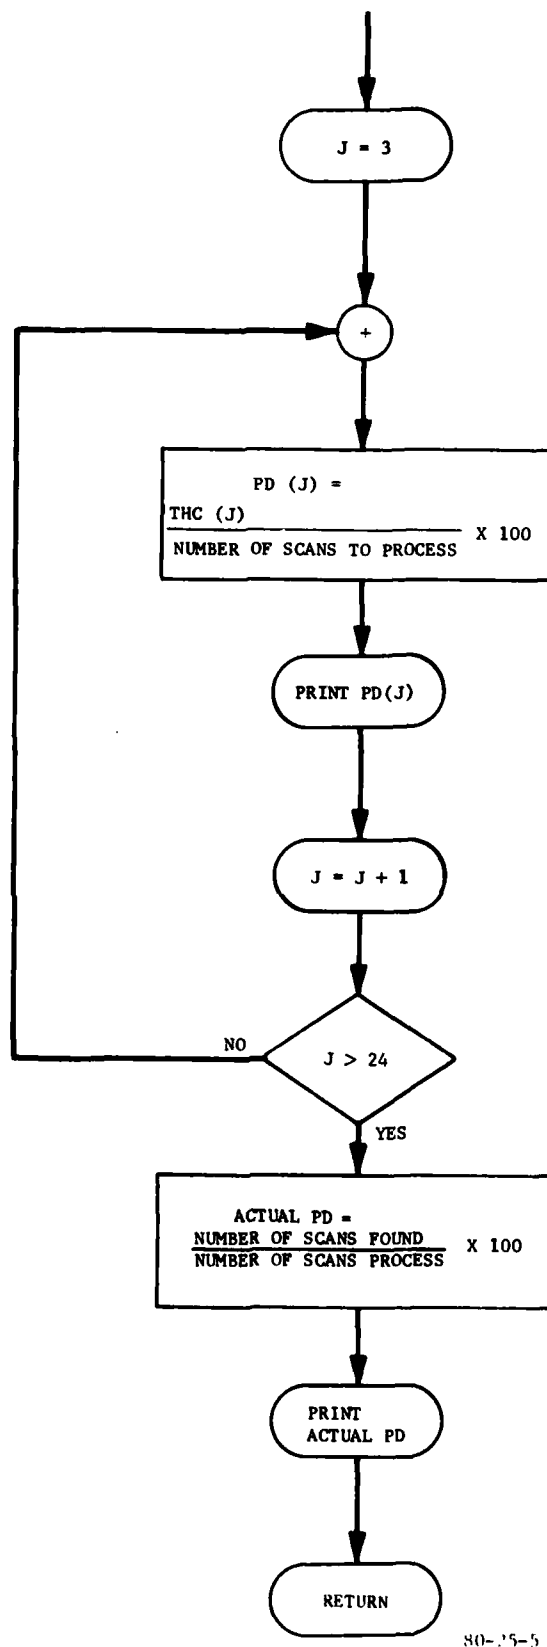 J = 3
+
PD (J) =
THC (J)
NUMBER OF SCANS TO PROCESS X 100
PRINT PD(J)
J = J + 1
J > 24
NO
YES
ACTUAL PD =
NUMBER OF SCANS FOUND
NUMBER OF SCANS PROCESS X 100
PRINT
ACTUAL PD
RETURN